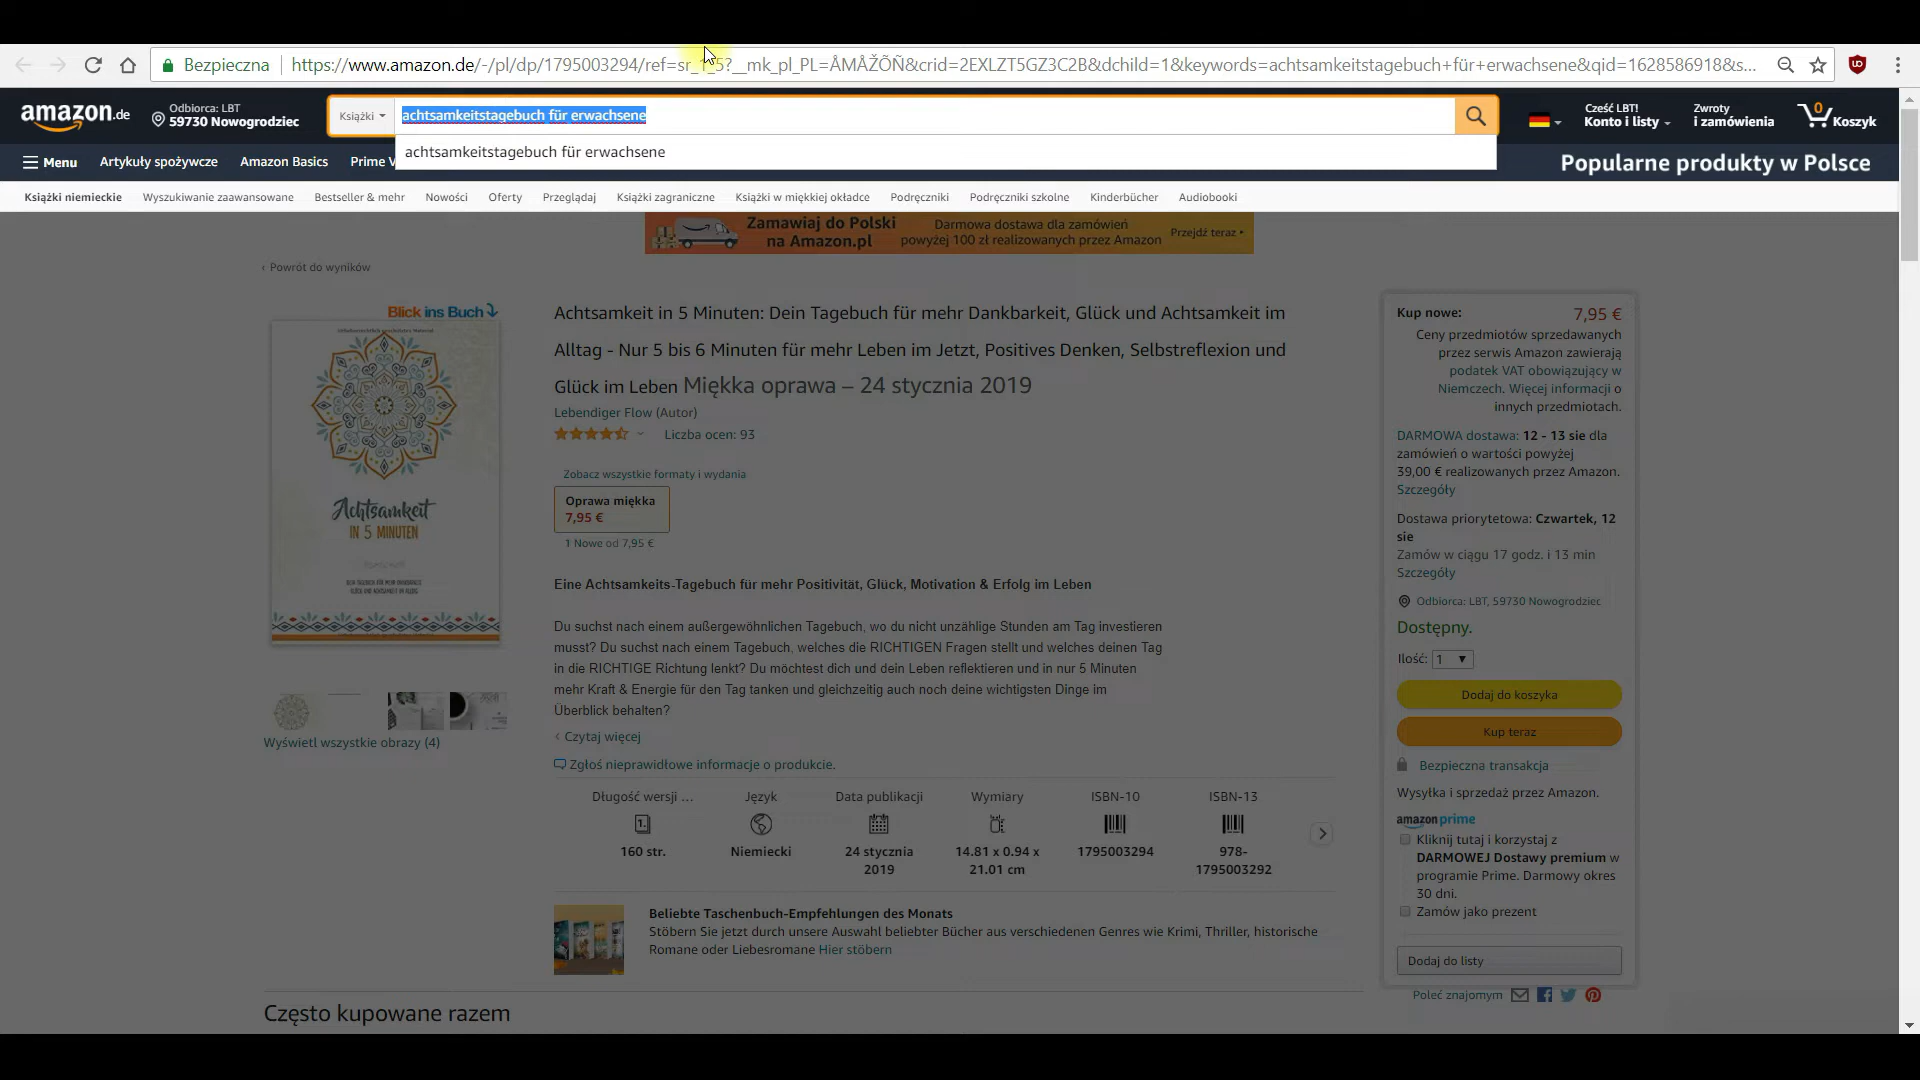 Bezpieczna
https://www.amazon.de/-/pl/dp/1795003294/ref=sr_1_5?__mk_pl_PL=ÅMÅŽÕÑ&crid=2EXLZT5GZ3C2B&dchild=1&keywords=achtsamkeitstagebuch+für+erwachsene&qid=1628586918&s...
amazon.de
Odbiorca: LBT
59730 Nowogrodziec
Książki
achtsamkeitstagebuch für erwachsene
Cześć LBT!
Konto i listy
Zwroty
i zamówienia
0
Koszyk
achtsamkeitstagebuch für erwachsene
Menu
Artykuły spożywcze
Amazon Basics
Prime V
Popularne produkty w Polsce
Książki niemieckie
Wyszukiwanie zaawansowane
Bestseller & mehr
Nowości
Oferty
Przeglądaj
Książki zagraniczne
Książki w miękkiej okładce
Podręczniki
Podręczniki szkolne
Kinderbücher
Audiobooki
Zamawiaj do Polski
na Amazon.pl
Darmowa dostawa dla zamówień
powyżej 100 zł realizowanych przez Amazon
Przejdź teraz
‹ Powrót do wyników
Blick ins Buch
Achtsamkeit
IN 5 MINUTEN
DEIN TAGEBUCH FÜR MEHR DANKBARKEIT,
GLÜCK UND ACHTSAMKEIT IM ALLTAG
Wyświetl wszystkie obrazy (4)
Achtsamkeit in 5 Minuten: Dein Tagebuch für mehr Dankbarkeit, Glück und Achtsamkeit im
Alltag - Nur 5 bis 6 Minuten für mehr Leben im Jetzt, Positives Denken, Selbstreflexion und
Glück im Leben Miękka oprawa – 24 stycznia 2019
Lebendiger Flow (Autor)
Liczba ocen: 93
Zobacz wszystkie formaty i wydania
Oprawa miękka
7,95 €
1 Nowe od 7,95 €
Eine Achtsamkeits-Tagebuch für mehr Positivität, Glück, Motivation & Erfolg im Leben
Du suchst nach einem außergewöhnlichen Tagebuch, wo du nicht unzählige Stunden am Tag investieren
musst? Du suchst nach einem Tagebuch, welches die RICHTIGEN Fragen stellt und welches deinen Tag
in die RICHTIGE Richtung lenkt? Du möchtest dich und dein Leben reflektieren und in nur 5 Minuten
mehr Kraft & Energie für den Tag tanken und gleichzeitig auch noch deine wichtigsten Dinge im
Überblick behalten?
‹ Czytaj więcej
Zgłoś nieprawidłowe informacje o produkcie.
Długość wersji ...
Język
Data publikacji
Wymiary
ISBN-10
ISBN-13
160 str.
Niemiecki
24 stycznia
2019
14.81 x 0.94 x
21.01 cm
1795003294
978-
1795003292
Beliebte Taschenbuch-Empfehlungen des Monats
Stöbern Sie jetzt durch unsere Auswahl beliebter Bücher aus verschiedenen Genres wie Krimi, Thriller, historische
Romane oder Liebesromane Hier stöbern
Często kupowane razem
Kup nowe:
7,95 €
Ceny przedmiotów sprzedawanych
przez serwis Amazon zawierają
podatek VAT obowiązujący w
Niemczech. Więcej informacji o
innych przedmiotach.
DARMOWA dostawa: 12 - 13 sie dla
zamówień o wartości powyżej
39,00 € realizowanych przez Amazon.
Szczegóły
Dostawa priorytetowa: Czwartek, 12
sie
Zamów w ciągu 17 godz. i 13 min
Szczegóły
Odbiorca: LBT, 59730 Nowogrodziec
Dostępny.
Ilość: 1
Dodaj do koszyka
Kup teraz
Bezpieczna transakcja
Wysyłka i sprzedaż przez Amazon.
amazon prime
Kliknij tutaj i korzystaj z
DARMOWEJ Dostawy premium w
programie Prime. Darmowy okres
30 dni.
Zamów jako prezent
Dodaj do listy
Poleć znajomym